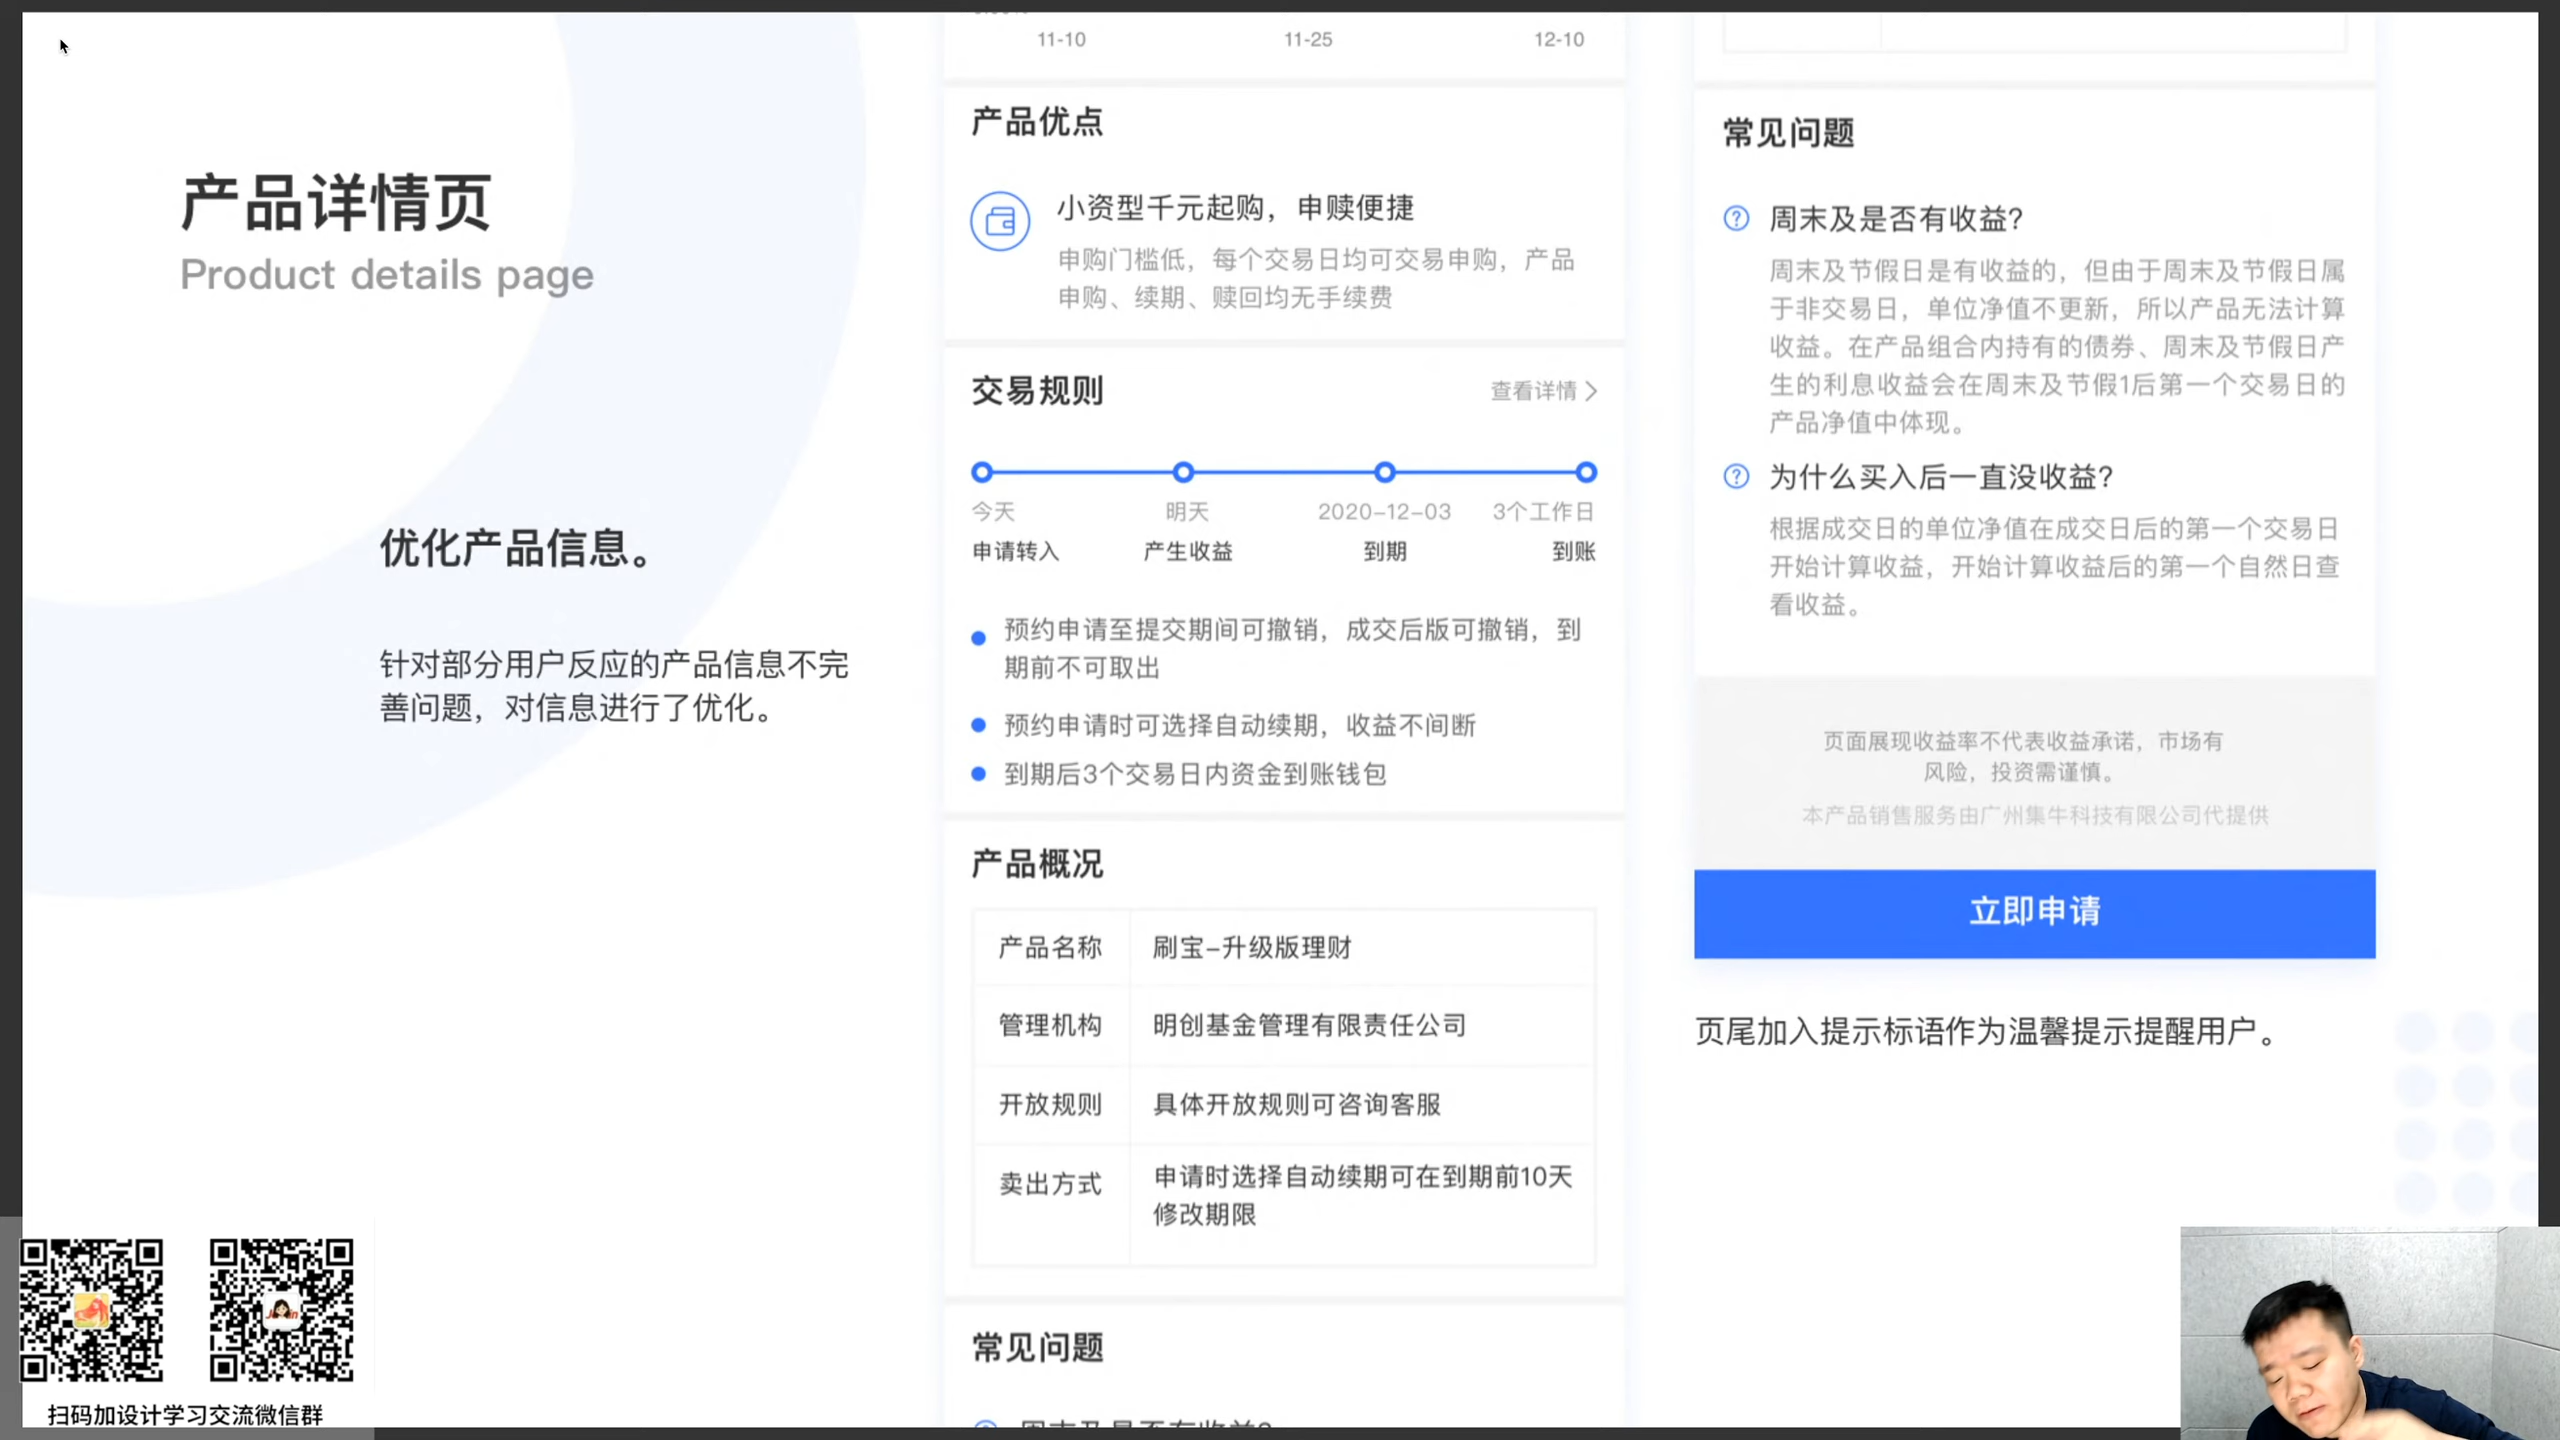 产品详情页
Product details page
优化产品信息。
针对部分用户反应的产品信息不完
善问题，对信息进行了优化。
11-10
11-25
12-10
产品优点
小资型千元起购，申赎便捷
申购门槛低，每个交易日均可交易申购，产品
申购、续期、赎回均无手续费
交易规则
查看详情
今天
明天
2020-12-03
3个工作日
申请转入
产生收益
到期
到账
预约申请至提交期间可撤销，成交后版可撤销，到
期前不可取出
预约申请时可选择自动续期，收益不间断
到期后3个交易日内资金到账钱包
产品概况
产品名称
刷宝-升级版理财
管理机构
明创基金管理有限责任公司
开放规则
具体开放规则可咨询客服
卖出方式
申请时选择自动续期可在到期前10天
修改期限
常见问题
周末及是否有收益?
常见问题
周末及是否有收益?
周末及节假日是有收益的，但由于周末及节假日属
于非交易日，单位净值不更新，所以产品无法计算
收益。在产品组合内持有的债券、周末及节假日产
生的利息收益会在周末及节假1后第一个交易日的
产品净值中体现。
为什么买入后一直没收益?
根据成交日的单位净值在成交日后的第一个交易日
开始计算收益，开始计算收益后的第一个自然日查
看收益。
页面展现收益率不代表收益承诺，市场有
风险，投资需谨慎。
本产品销售服务由广州集牛科技有限公司代提供
立即申请
页尾加入提示标语作为温馨提示提醒用户。
扫码加设计学习交流微信群